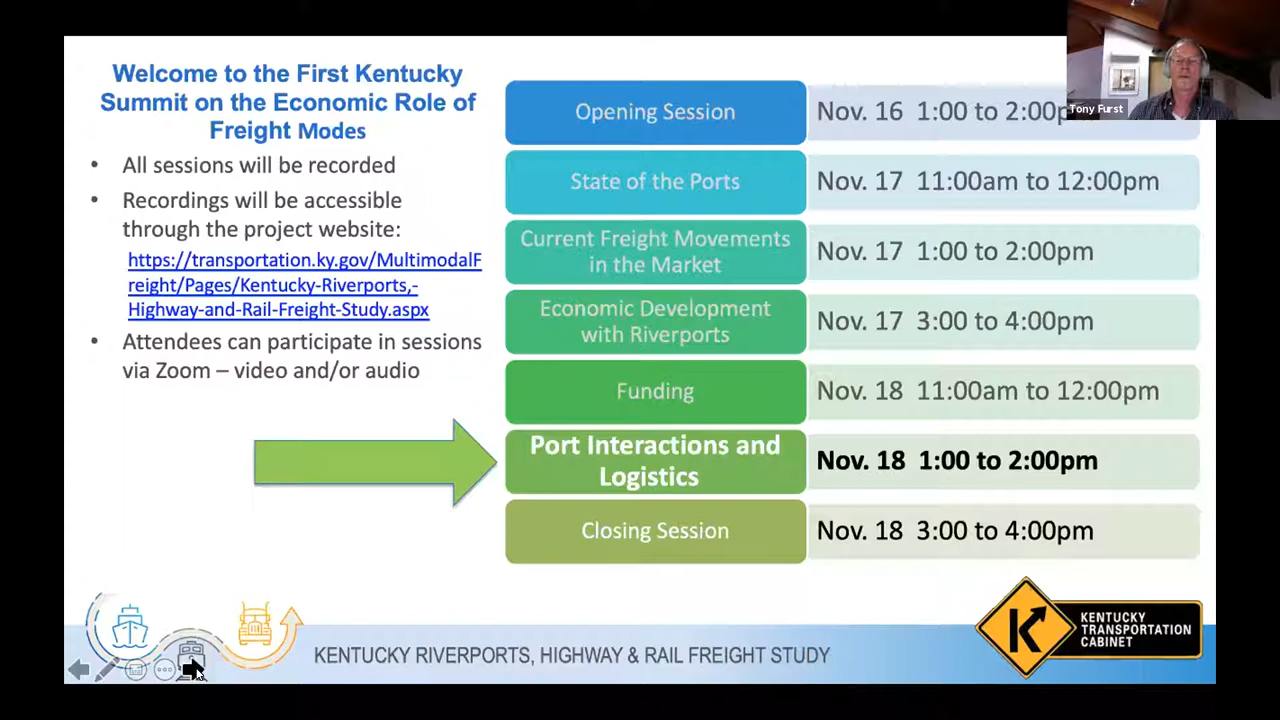 Welcome to the First Kentucky
Summit on the Economic Role of
Freight Modes
• All sessions will be recorded
• Recordings will be accessible
through the project website:
https://transportation.ky.gov/MultimodalF
reight/Pages/Kentucky-Riverports,-
Highway-and-Rail-Freight-Study.aspx
• Attendees can participate in sessions
via Zoom – video and/or audio
Opening Session
Nov. 16 1:00 to 2:00p
State of the Ports
Nov. 17 11:00am to 12:00pm
Current Freight Movements
in the Market
Nov. 17 1:00 to 2:00pm
Economic Development
with Riverports
Nov. 17 3:00 to 4:00pm
Funding
Nov. 18 11:00am to 12:00pm
Port Interactions and
Logistics
Nov. 18 1:00 to 2:00pm
Closing Session
Nov. 18 3:00 to 4:00pm
Tony Furst
KENTUCKY RIVERPORTS, HIGHWAY & RAIL FREIGHT STUDY
K
KENTUCKY
TRANSPORTATION
CABINET